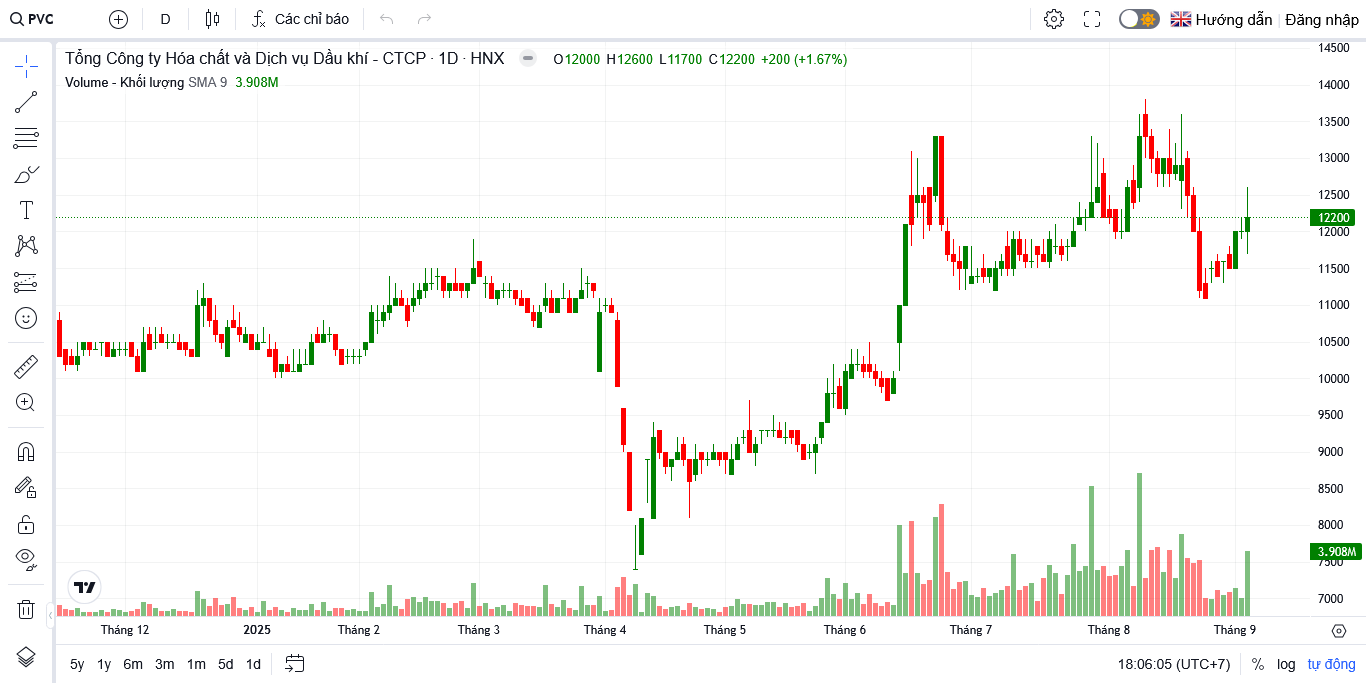 PVC D Các chỉ báo Hướng dẫn Đăng nhập
Tổng Công ty Hóa chất và Dịch vụ Dầu khí - CTCP · 1D · HNX O12000 H12600 L11700 C12200 +200 (+1.67%)
Volume - Khối lượng SMA 9 3.908M
14500
14000
13500
13000
12500
12200
12000
11500
11000
10500
10000
9500
9000
8500
8000
3.908M
7500
7000
Tháng 12 2025 Tháng 2 Tháng 3 Tháng 4 Tháng 5 Tháng 6 Tháng 7 Tháng 8 Tháng 9
5y 1y 6m 3m 1m 5d 1d 18:06:05 (UTC+7) % log tự động